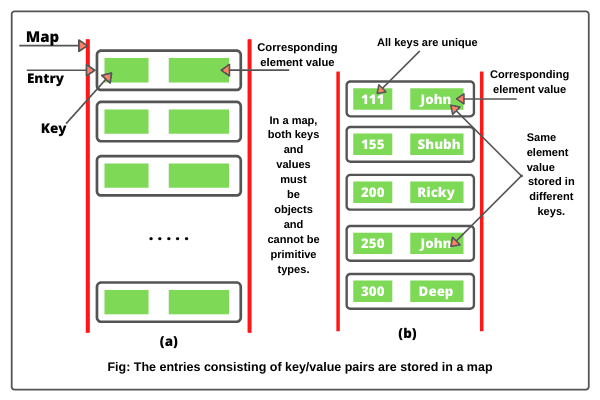 Map
Entry
Key
Corresponding
element value
In a map,
both keys
and
values
must
be
objects
and
cannot be
primitive
types.
.....
(a)
All keys are unique
Corresponding
element value
111 John
155 Shubh
200 Ricky
250 John
300 Deep
Same
element
value
stored in
different
keys.
(b)
Fig: The entries consisting of key/value pairs are stored in a map